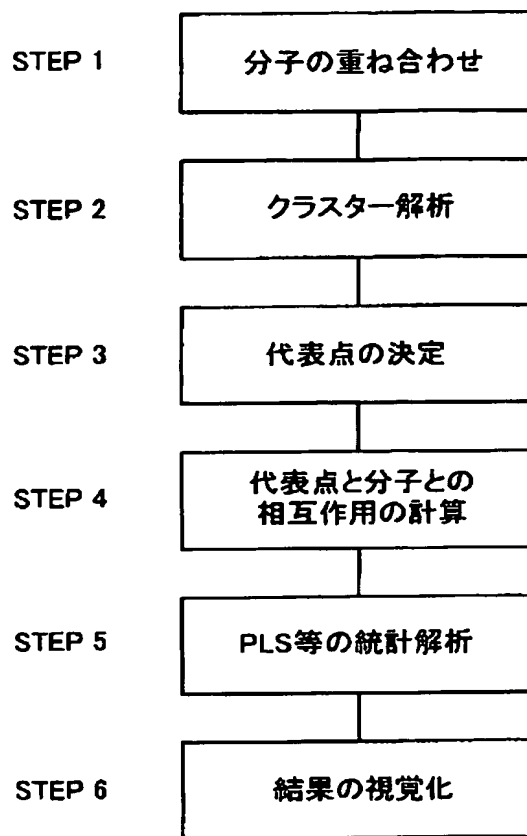 STEP 1 分子の重ね合わせ
STEP 2 クラスター解析
STEP 3 代表点の決定
STEP 4 代表点と分子との
相互作用の計算
STEP 5 PLS等の統計解析
STEP 6 結果の視覚化